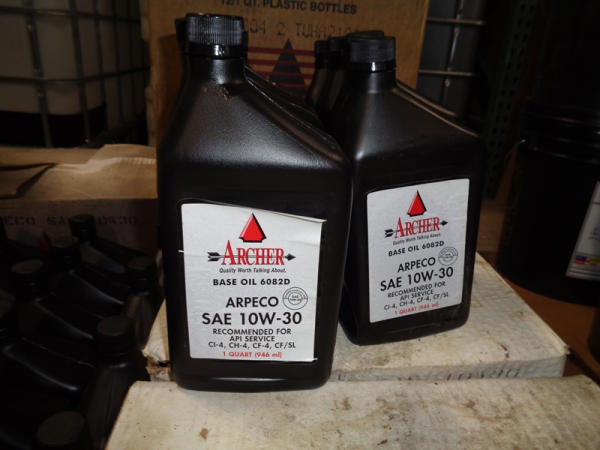 12/1 QT. PLASTIC BOTTLES
ARCHER
Quality Worth Talking About.
BASE OIL 6082D
ARPECO
SAE 10W-30
RECOMMENDED FOR
API SERVICE
CI-4, CH-4, CF-4, CF/SL
1 QUART (946 ml)
ARCHER
Quality Worth Talking About.
BASE OIL 6082D
ARPECO
SAE 10W-30
RECOMMENDED FOR
API SERVICE
CI-4, CH-4, CF-4, CF/SL
1 QUART (946 ml)